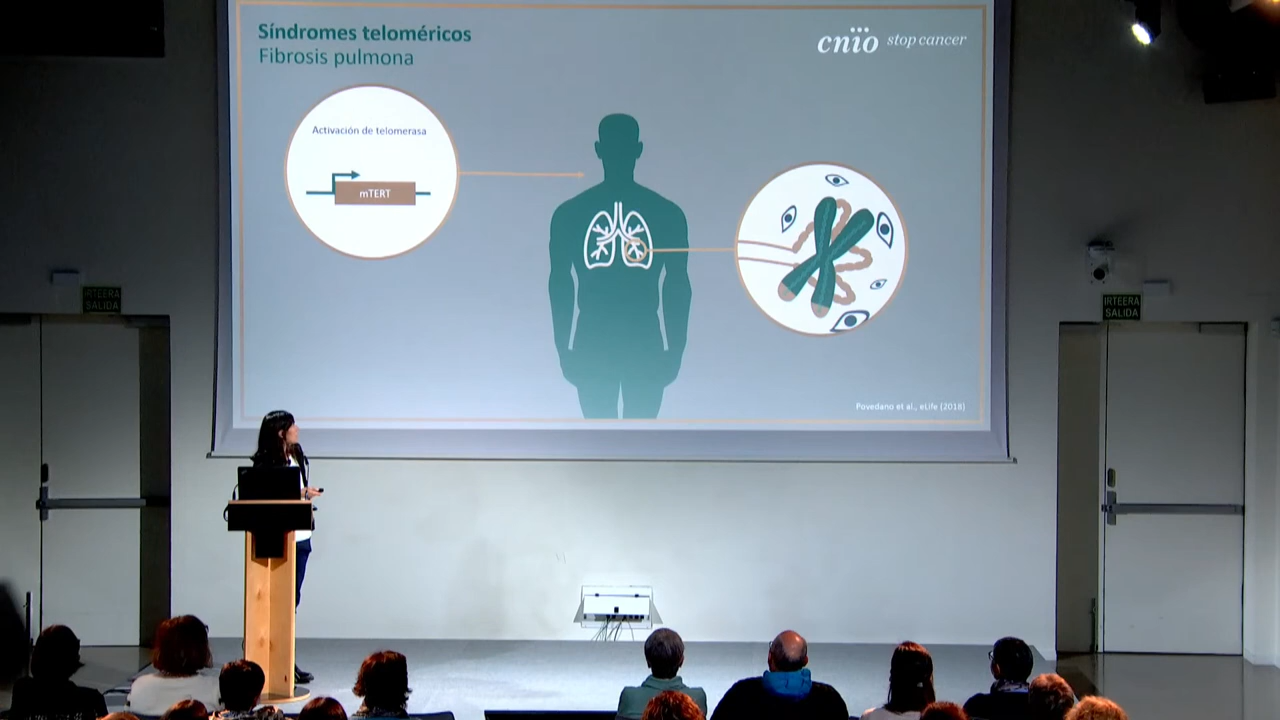 Síndromes teloméricos
Fibrosis pulmona
cnio stop cancer
Activación de telomerasa
mTERT
Povedano et al., eLife (2018)
IRTEERA
SALIDA
IRTEERA
SALIDA